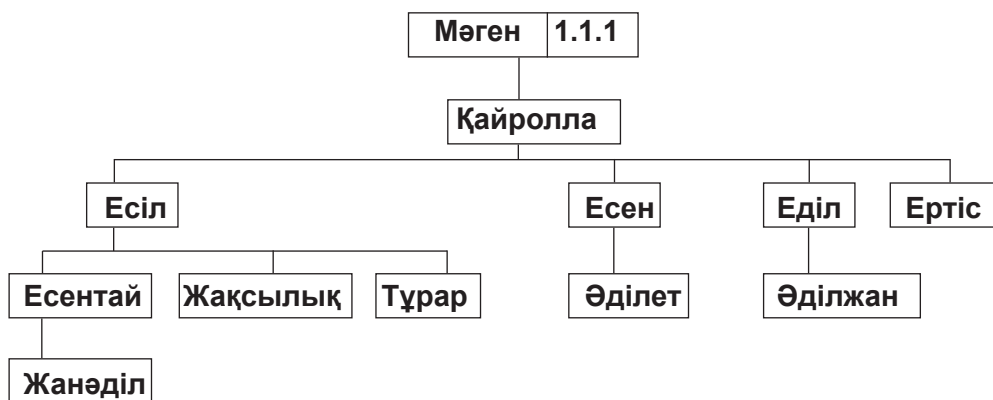 Мәген 1.1.1
Қайролла
Есіл Есен Еділ Ертіс
Есентай Жақсылық Тұрар Әділет Әділжан
Жанәділ